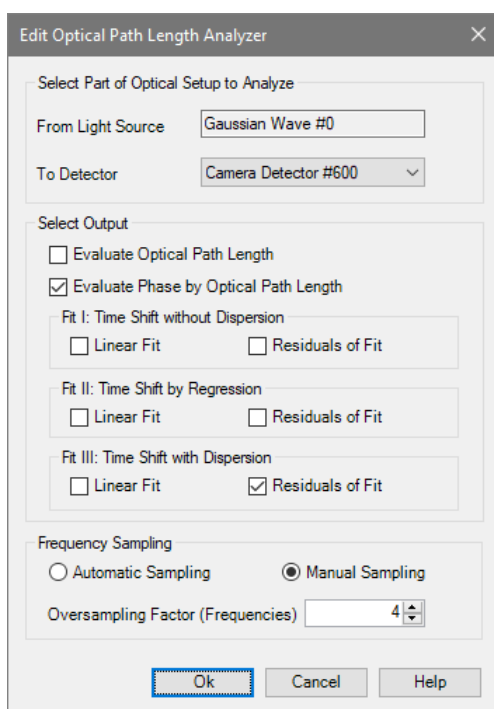 Edit Optical Path Length Analyzer
Select Part of Optical Setup to Analyze
From Light Source Gaussian Wave #0
To Detector Camera Detector #600
Select Output
Evaluate Optical Path Length
Evaluate Phase by Optical Path Length
Fit I: Time Shift without Dispersion
Linear Fit Residuals of Fit
Fit II: Time Shift by Regression
Linear Fit Residuals of Fit
Fit III: Time Shift with Dispersion
Linear Fit Residuals of Fit
Frequency Sampling
Automatic Sampling Manual Sampling
Oversampling Factor (Frequencies) 4
Ok Cancel Help